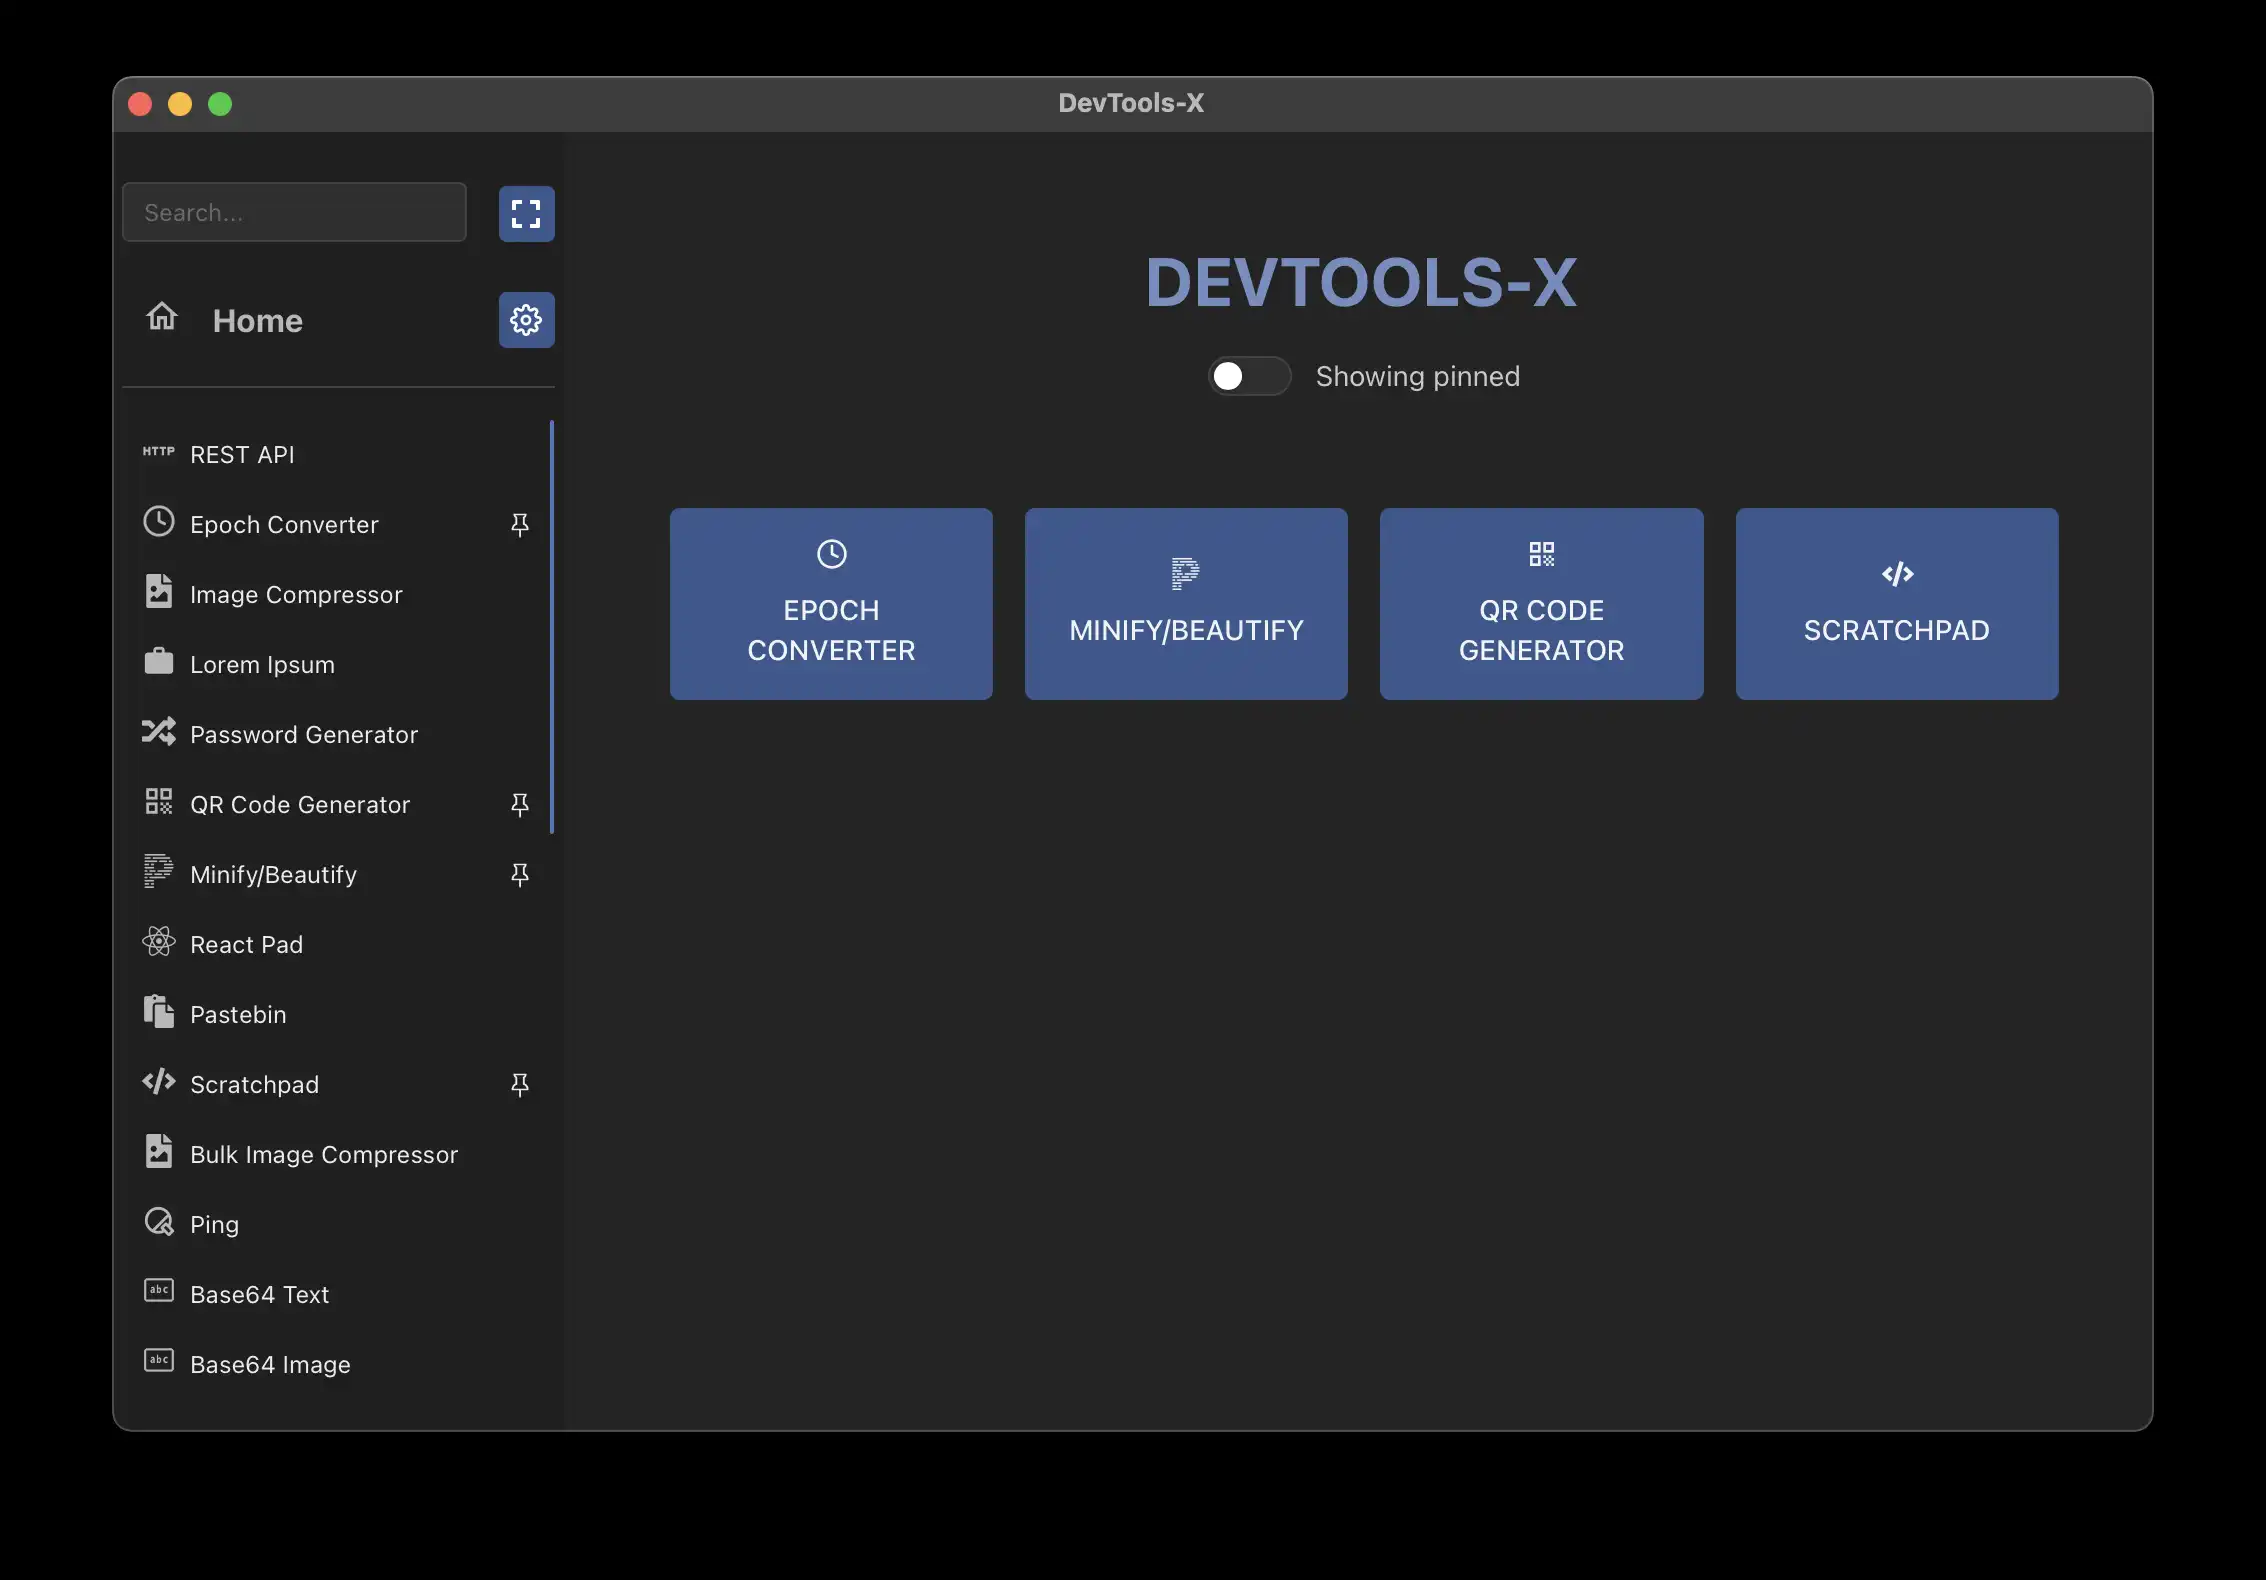 DevTools-X
Search...
Home
HTTP REST API
Epoch Converter
Image Compressor
Lorem Ipsum
Password Generator
QR Code Generator
Minify/Beautify
React Pad
Pastebin
Scratchpad
Bulk Image Compressor
Ping
abc Base64 Text
abc Base64 Image
DEVTOOLS-X
Showing pinned
EPOCH
CONVERTER
MINIFY/BEAUTIFY
QR CODE
GENERATOR
SCRATCHPAD